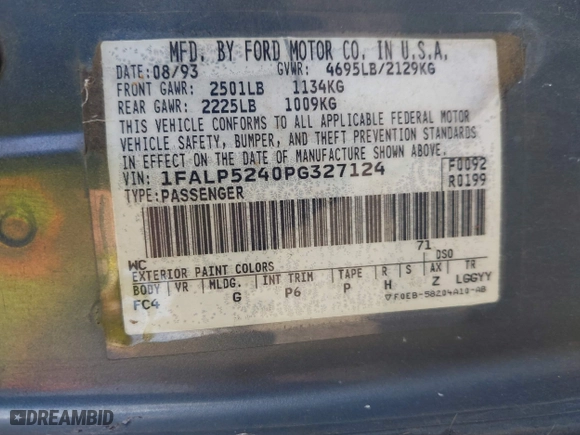 MFD. BY FORD MOTOR CO. IN U.S.A.
DATE: 08/93 GVWR: 4695LB/2129KG
FRONT GAWR: 2501LB 1134KG
REAR GAWR: 2225LB 1009KG
THIS VEHICLE CONFORMS TO ALL APPLICABLE FEDERAL MOTOR
VEHICLE SAFETY, BUMPER, AND THEFT PREVENTION STANDARDS
IN EFFECT ON THE DATE OF MANUFACTURE SHOWN ABOVE.
VIN: 1FALP5240PG327124 F0092
TYPE: PASSENGER R0199
71
WC DSO
EXTERIOR PAINT COLORS
BODY VR MLDG. INT TRIM TAPE R S AX TR
FC4 G P6 P H Z LGGYY
▽F0EB-58204A10-AB
DREAMBID